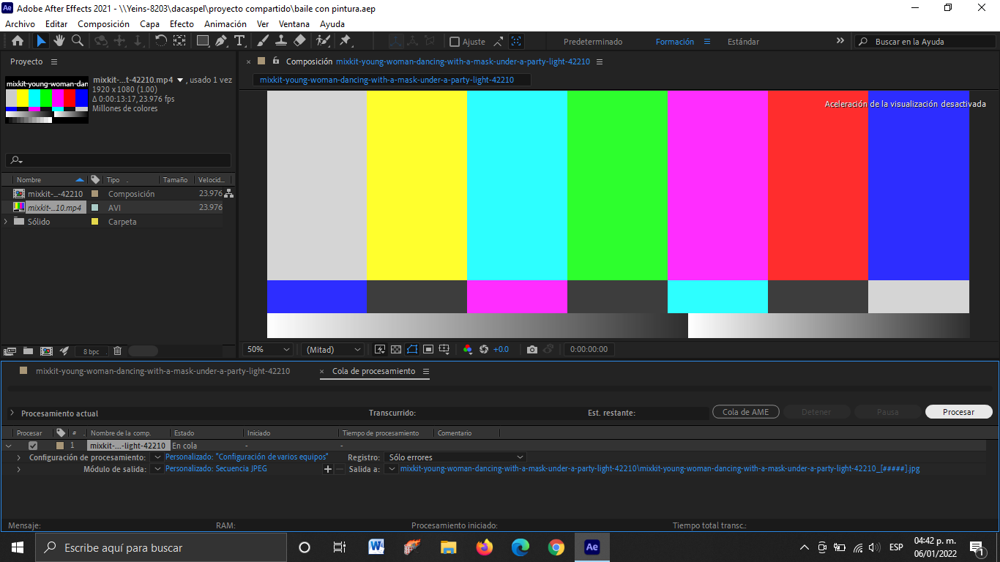 Adobe After Effects 2021 - \\Yeins-8203\dacaspel\proyecto compartido\baile con pintura.aep
Archivo Editar Composición Capa Efecto Animación Ver Ventana Ayuda
Ajuste Predeterminado Formación Estándar Buscar en la Ayuda
Proyecto
Composición mixkit-young-woman-dancing-with-a-mask-under-a-party-light-42210
mixkit-young-woman-dancing-with-a-mask-under-a-party-light-42210
mixkit-young-woman-dan
mixkit-...t-42210.mp4 , usado 1 vez
1920 x 1080 (1.00)
Δ 0:00:13:17, 23.976 fps
Millones de colores
Aceleración de la visualización desactivada
Nombre Tipo Tamaño Velocid...
mixkit-...-42210 Composición 23.976
mixkit-...10.mp4 AVI 23.976
Sólido Carpeta
8 bpc
50% (Mitad) +0.0 0:00:00:00
mixkit-young-woman-dancing-with-a-mask-under-a-party-light-42210 Cola de procesamiento
Procesamiento actual Transcurrido: Est. restante: Cola de AME Detener Pausa Procesar
Procesar # Nombre de la comp. Estado Iniciado Tiempo de procesamiento Comentario
1 mixkit-...-light-42210 En cola - -
Configuración de procesamiento: Personalizado: "Configuración de varios equipos" Registro: Sólo errores
Módulo de salida: Personalizado: Secuencia JPEG Salida a: mixkit-young-woman-dancing-with-a-mask-under-a-party-light-42210\mixkit-young-woman-dancing-with-a-mask-under-a-party-light-42210_[#####].jpg
Mensaje: RAM: Procesamiento iniciado: Tiempo total transc.:
Escribe aquí para buscar
ESP
04:42 p. m.
06/01/2022
1